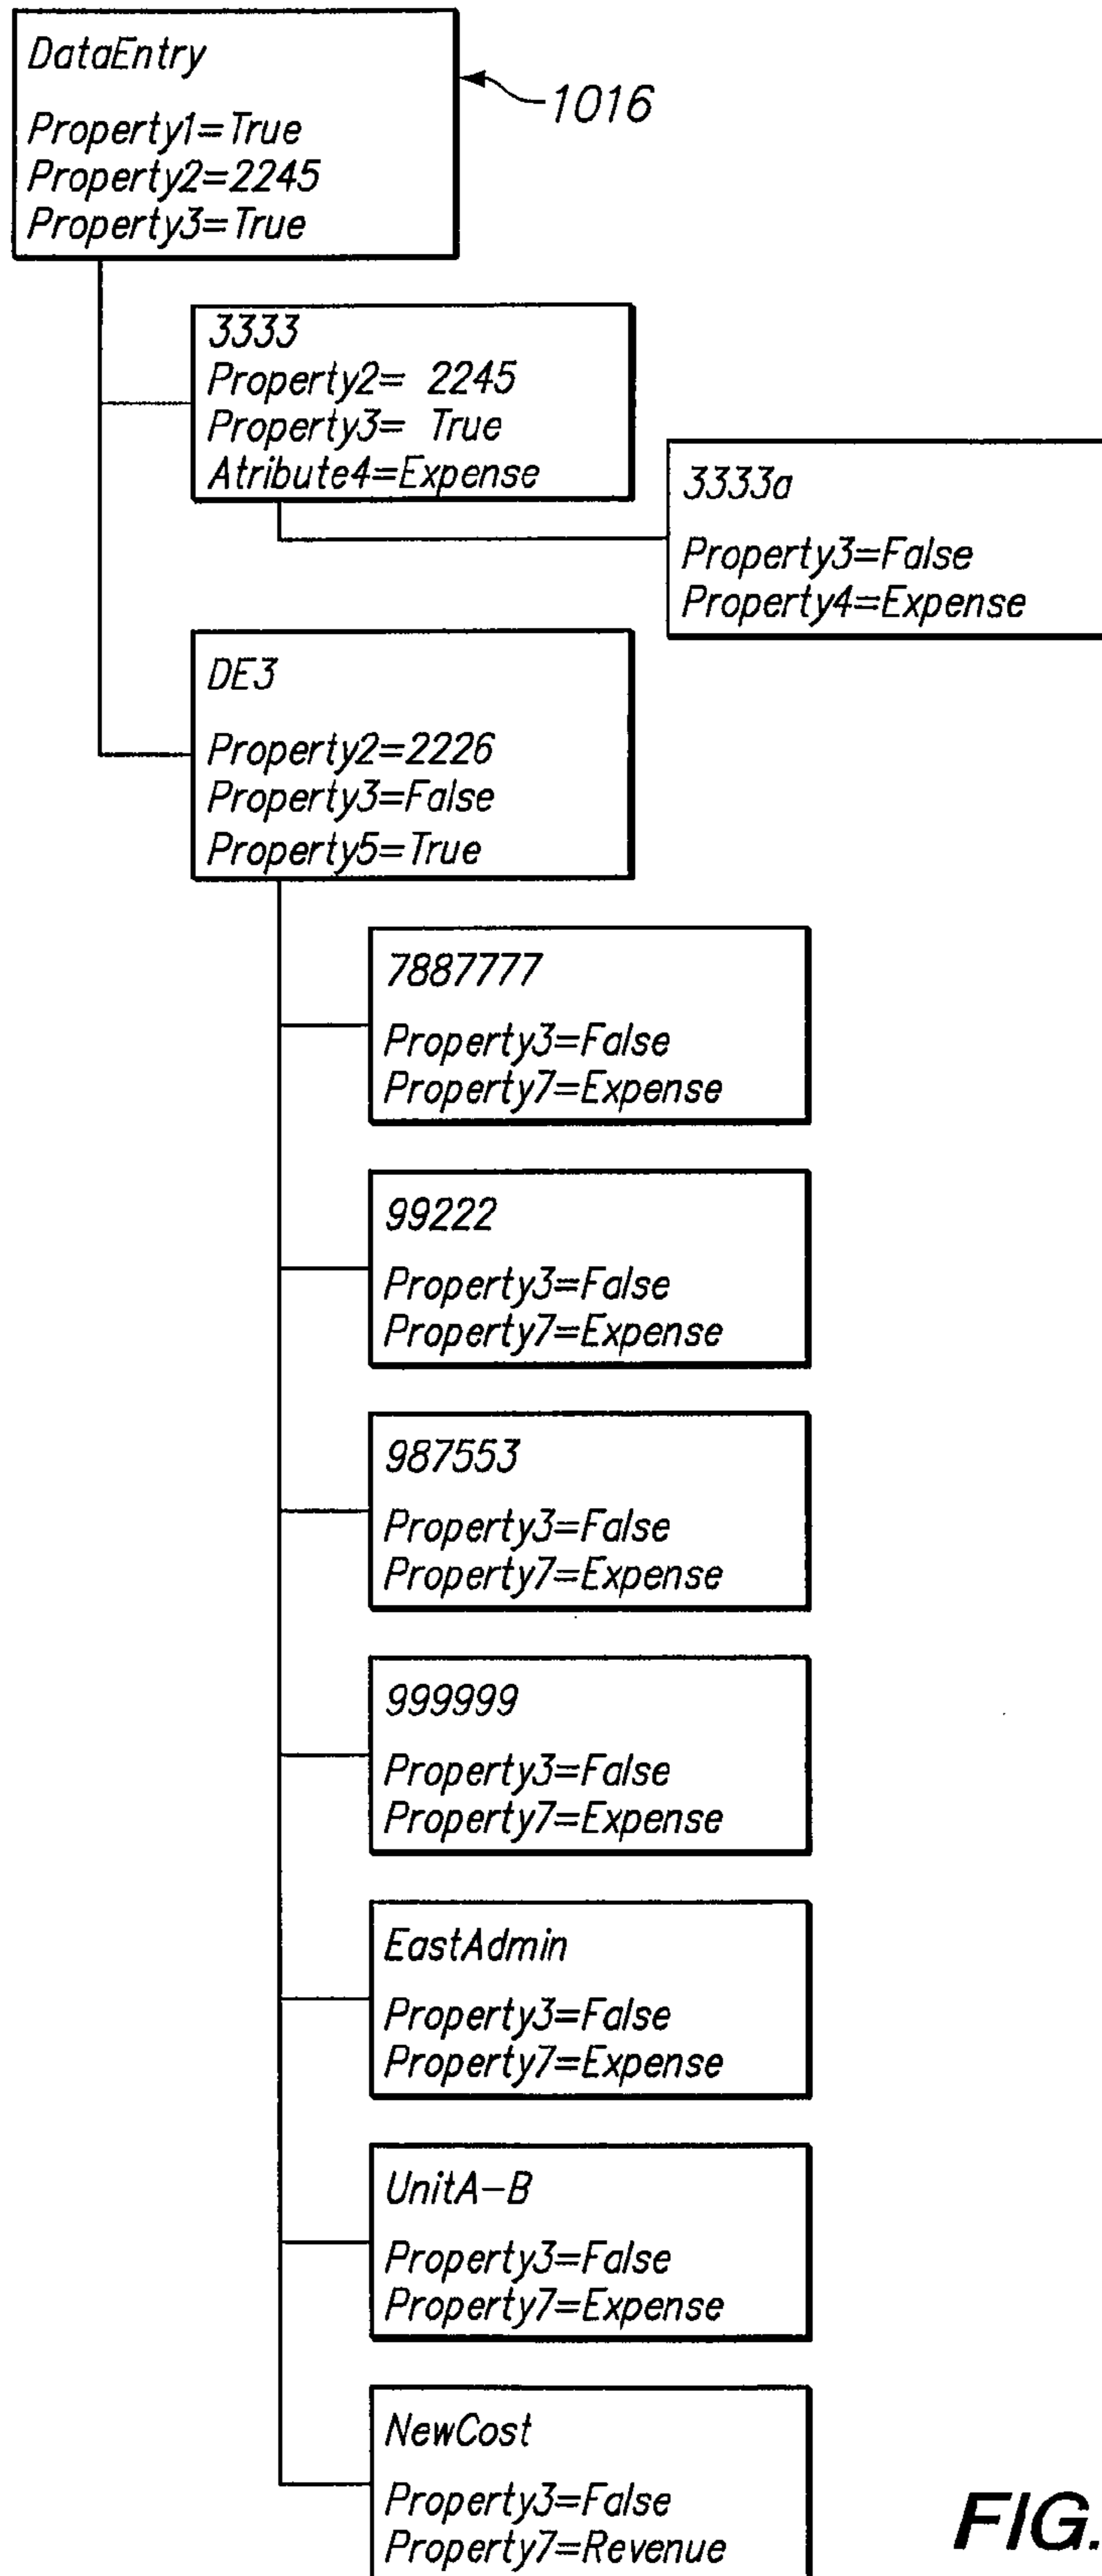 DataEntry
Property1=True
Property2=2245
Property3=True
1016
3333
Property2= 2245
Property3= True
Atribute4=Expense
3333a
Property3=False
Property4=Expense
DE3
Property2=2226
Property3=False
Property5=True
7887777
Property3=False
Property7=Expense
99222
Property3=False
Property7=Expense
987553
Property3=False
Property7=Expense
999999
Property3=False
Property7=Expense
EastAdmin
Property3=False
Property7=Expense
UnitA-B
Property3=False
Property7=Expense
NewCost
Property3=False
Property7=Revenue
FIG.